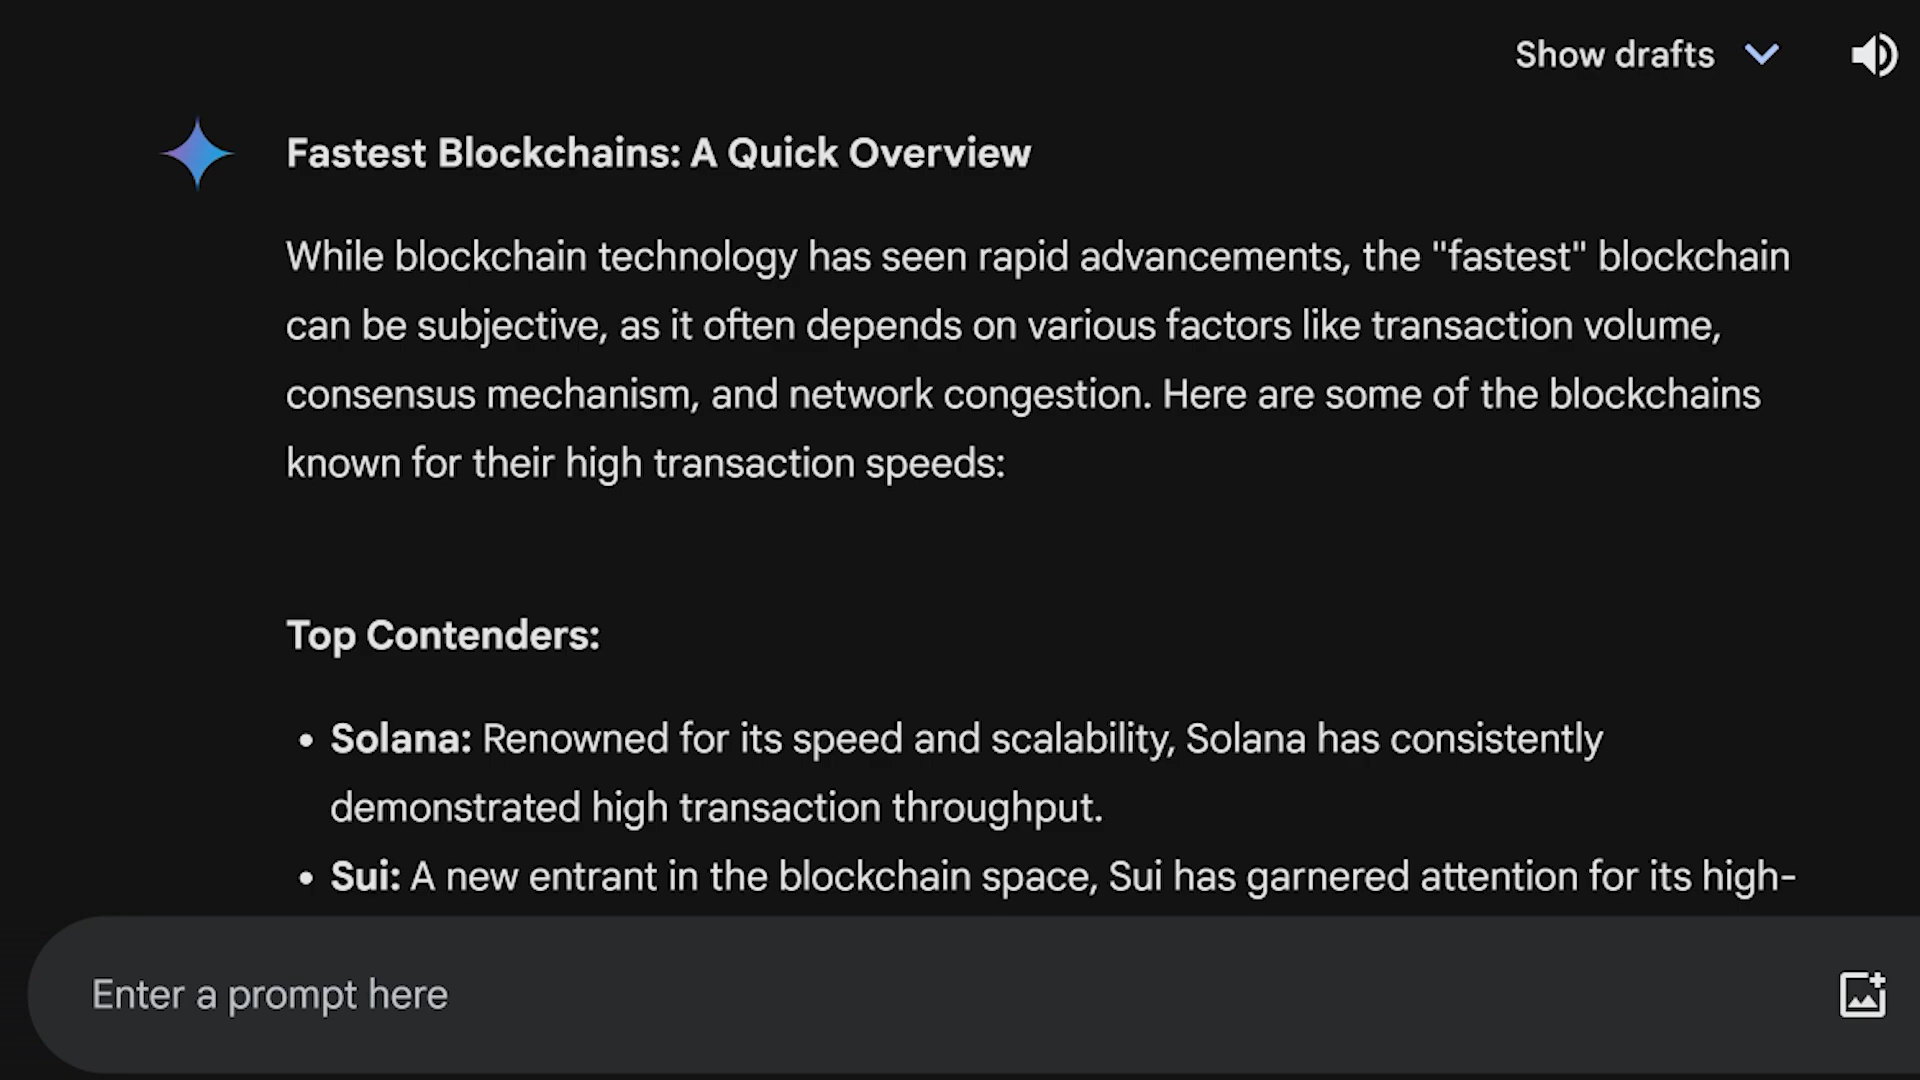 Show drafts
Fastest Blockchains: A Quick Overview
While blockchain technology has seen rapid advancements, the "fastest" blockchain
can be subjective, as it often depends on various factors like transaction volume,
consensus mechanism, and network congestion. Here are some of the blockchains
known for their high transaction speeds:
Top Contenders:
• Solana: Renowned for its speed and scalability, Solana has consistently
demonstrated high transaction throughput.
• Sui: A new entrant in the blockchain space, Sui has garnered attention for its high-
Enter a prompt here